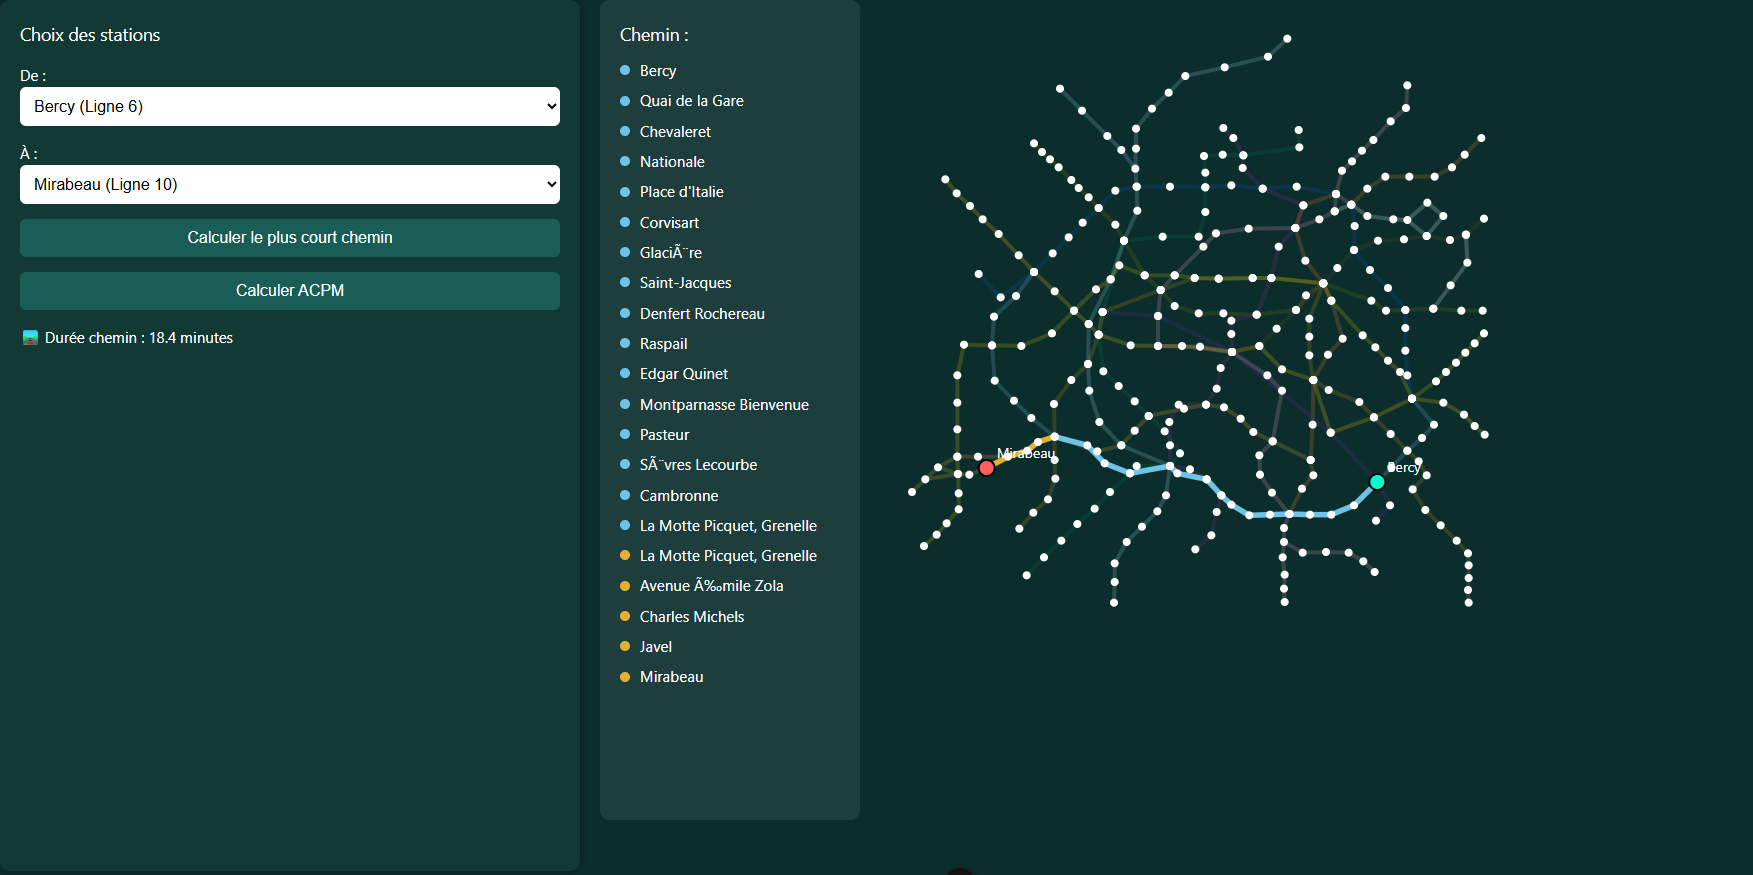 Choix des stations
De :
Bercy (Ligne 6)
À :
Mirabeau (Ligne 10)
Calculer le plus court chemin
Calculer ACPM
Durée chemin : 18.4 minutes
Chemin :
Bercy
Quai de la Gare
Chevaleret
Nationale
Place d'Italie
Corvisart
GlaciÃ¨re
Saint-Jacques
Denfert Rochereau
Raspail
Edgar Quinet
Montparnasse Bienvenue
Pasteur
SÃ¨vres Lecourbe
Cambronne
La Motte Picquet, Grenelle
La Motte Picquet, Grenelle
Avenue Ã‰mile Zola
Charles Michels
Javel
Mirabeau
Mirabeau
Bercy